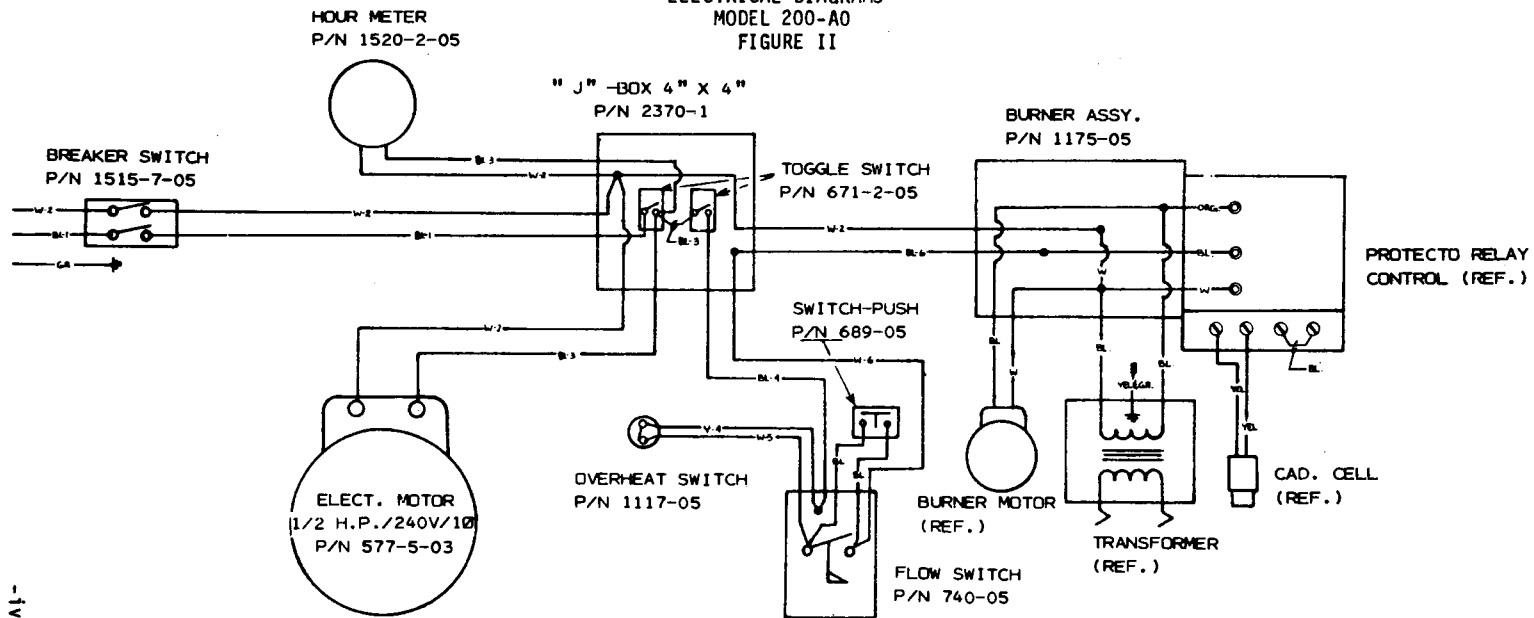 MODEL 200-AO
FIGURE II
HOUR METER
P/N 1520-2-05
" J" -BOX 4" X 4"
P/N 2370-1
BURNER ASSY.
P/N 1175-05
BREAKER SWITCH
P/N 1515-7-05
TOGGLE SWITCH
P/N 671-2-05
BL-3
W-2
W-2
W-2
BL-1
BL-1
GR
BL-3
W-2
BL-6
ORG.
BL.
W
PROTECTO RELAY
CONTROL (REF.)
SWITCH-PUSH
P/N 689-05
W-2
BL-3
W-6
BL-4
BL
W
BL
BL
YEL&GR.
YEL
YEL
BL
V-4
W-5
BL
BL
OVERHEAT SWITCH
P/N 1117-05
ELECT. MOTOR
1/2 H.P./240V/10
P/N 577-5-03
BURNER MOTOR
(REF.)
TRANSFORMER
(REF.)
CAD. CELL
(REF.)
FLOW SWITCH
P/N 740-05
-iv